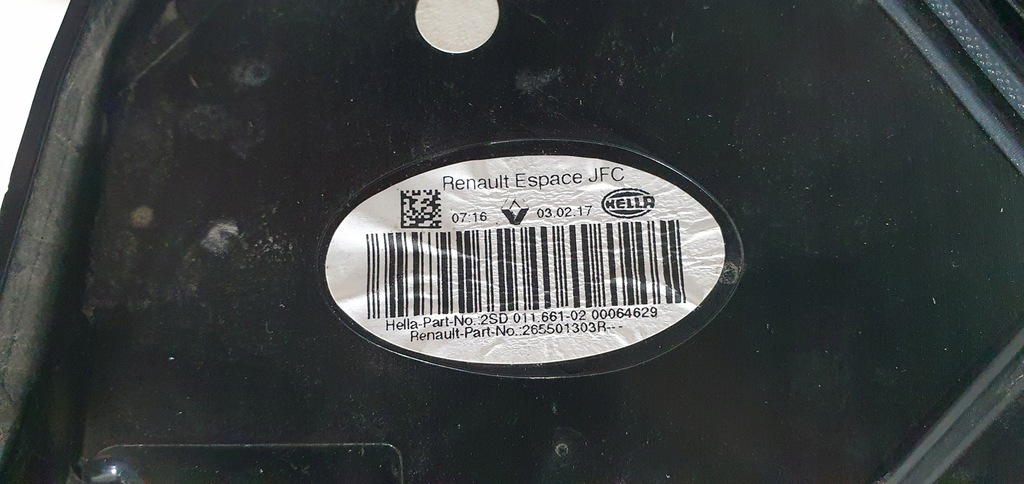 Renault Espace JFC
07:16 03.02.17 HELLA
Hella-Part-No.:2SD 011.661-02 00064629
Renault-Part-No.:265501303R---